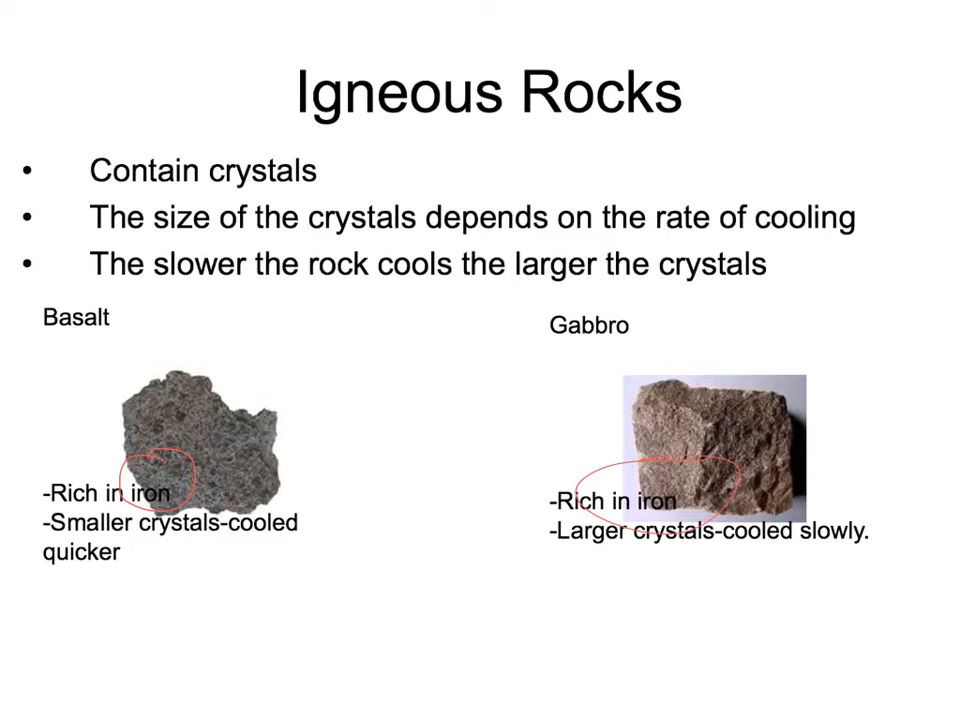 Igneous Rocks
• Contain crystals
• The size of the crystals depends on the rate of cooling
• The slower the rock cools the larger the crystals
Basalt
-Rich in iron
-Smaller crystals-cooled
quicker
Gabbro
-Rich in iron
-Larger crystals-cooled slowly.